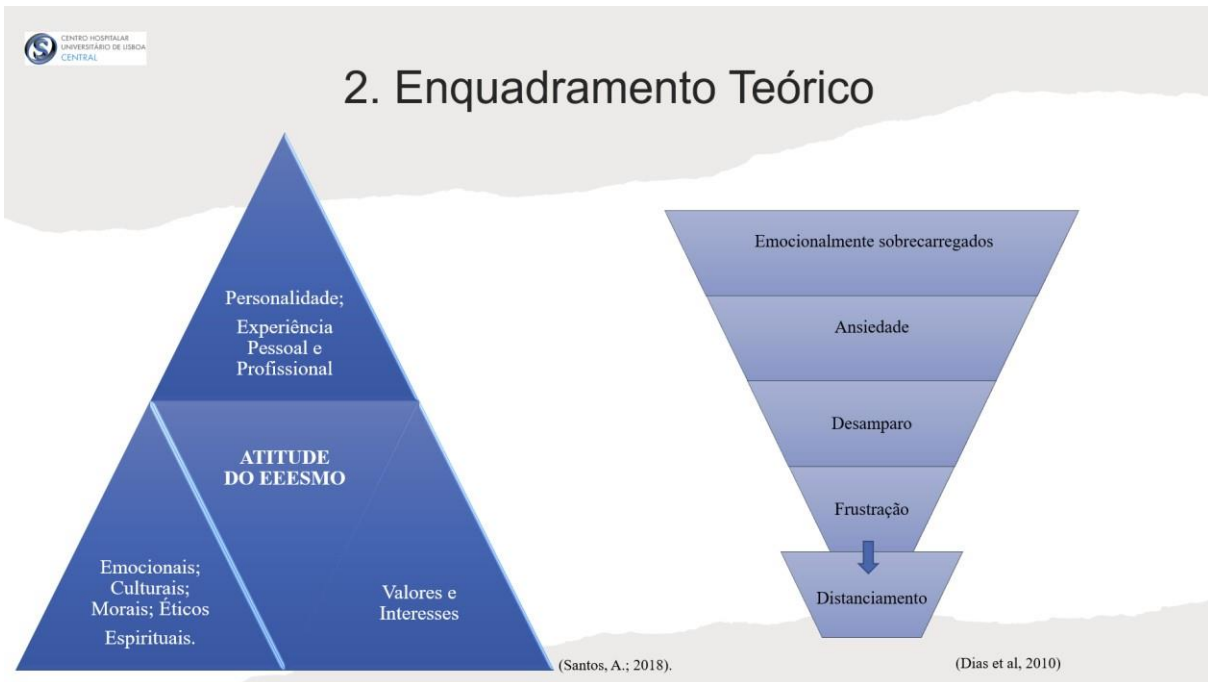 CENTRO HOSPITALAR
UNIVERSITÁRIO DE LISBOA
CENTRAL
2. Enquadramento Teórico
Personalidade;
Experiência
Pessoal e
Profissional
ATITUDE
DO EEESMO
Emocionais;
Culturais;
Morais; Éticos
Espirituais.
Valores e
Interesses
(Santos, A.; 2018).
Emocionalmente sobrecarregados
Ansiedade
Desamparo
Frustração
Distanciamento
(Dias et al, 2010)